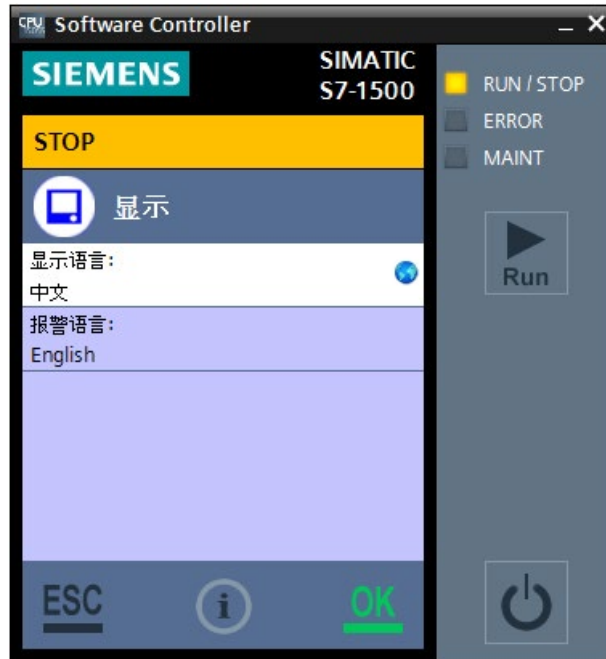 Software Controller
SIEMENS
SIMATIC
S7-1500
RUN / STOP
ERROR
MAINT
STOP
显示
显示语言:
中文
报警语言:
English
Run
ESC
i
OK